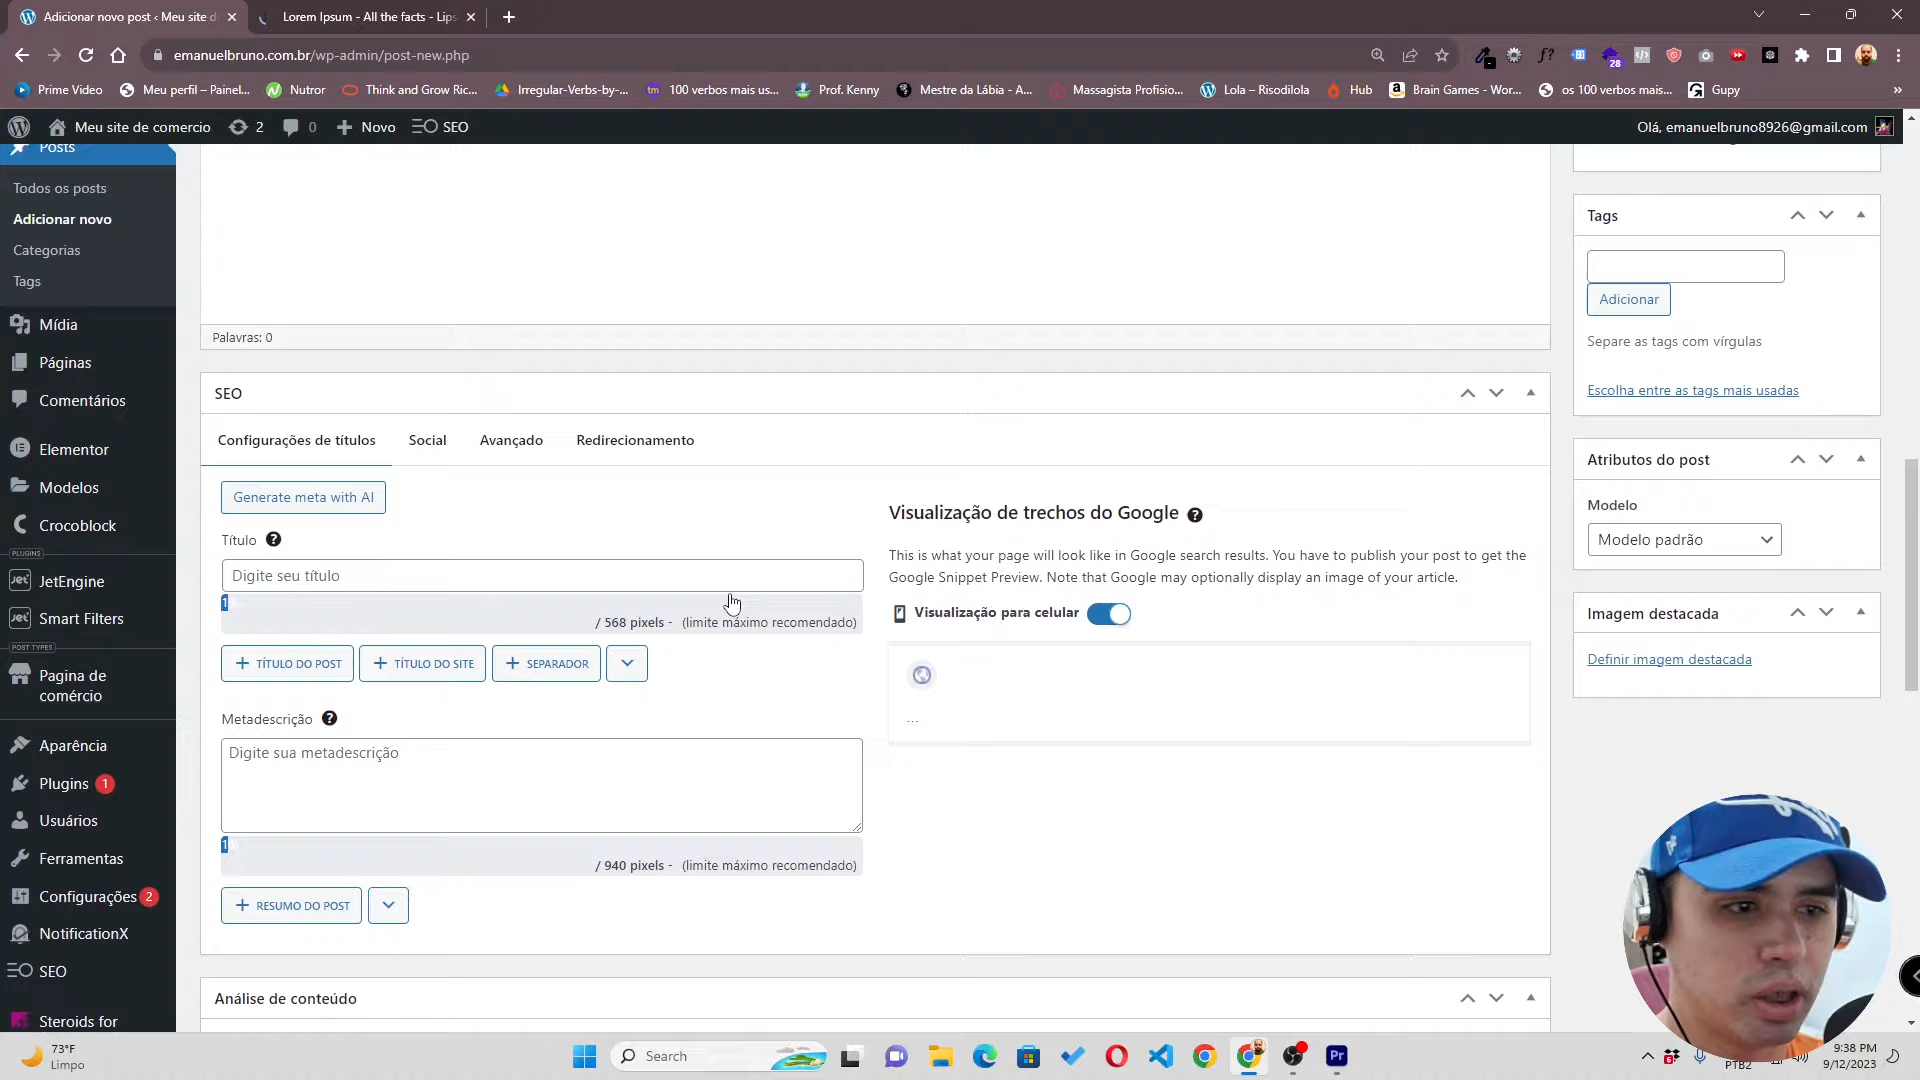 Adicionar novo post ‹ Meu site d
Lorem Ipsum - All the facts - Lips
emanuelbruno.com.br/wp-admin/post-new.php
28
Prime Video
Meu perfil – Painel...
Nutror
Think and Grow Ric...
Irregular-Verbs-by-...
100 verbos mais us...
Prof. Kenny
Mestre da Lábia - A...
Massagista Profisio...
Lola – Risodilola
Hub
Brain Games - Wor...
os 100 verbos mais...
Gupy
»
Meu site de comercio
2
0
Novo
SEO
Olá, emanuelbruno8926@gmail.com
Posts
Todos os posts
Adicionar novo
Categorias
Tags
Mídia
Páginas
Comentários
Elementor
Modelos
Crocoblock
PLUGINS
Jet JetEngine
Jet Smart Filters
POST TYPES
Pagina de
comércio
Aparência
Plugins 1
Usuários
Ferramentas
Configurações 2
NotificationX
SEO
Steroids for
Palavras: 0
SEO
Configurações de títulos
Social
Avançado
Redirecionamento
Generate meta with AI
Título
Digite seu título
1
/ 568 pixels - (limite máximo recomendado)
TÍTULO DO POST
TÍTULO DO SITE
SEPARADOR
Metadescrição
Digite sua metadescrição
1
/ 940 pixels - (limite máximo recomendado)
RESUMO DO POST
Visualização de trechos do Google
This is what your page will look like in Google search results. You have to publish your post to get the
Google Snippet Preview. Note that Google may optionally display an image of your article.
Visualização para celular
...
Análise de conteúdo
Tags
Adicionar
Separe as tags com vírgulas
Escolha entre as tags mais usadas
Atributos do post
Modelo
Modelo padrão
Imagem destacada
Definir imagem destacada
73°F
Limpo
Search
Pr
PTB2
9:38 PM
9/12/2023